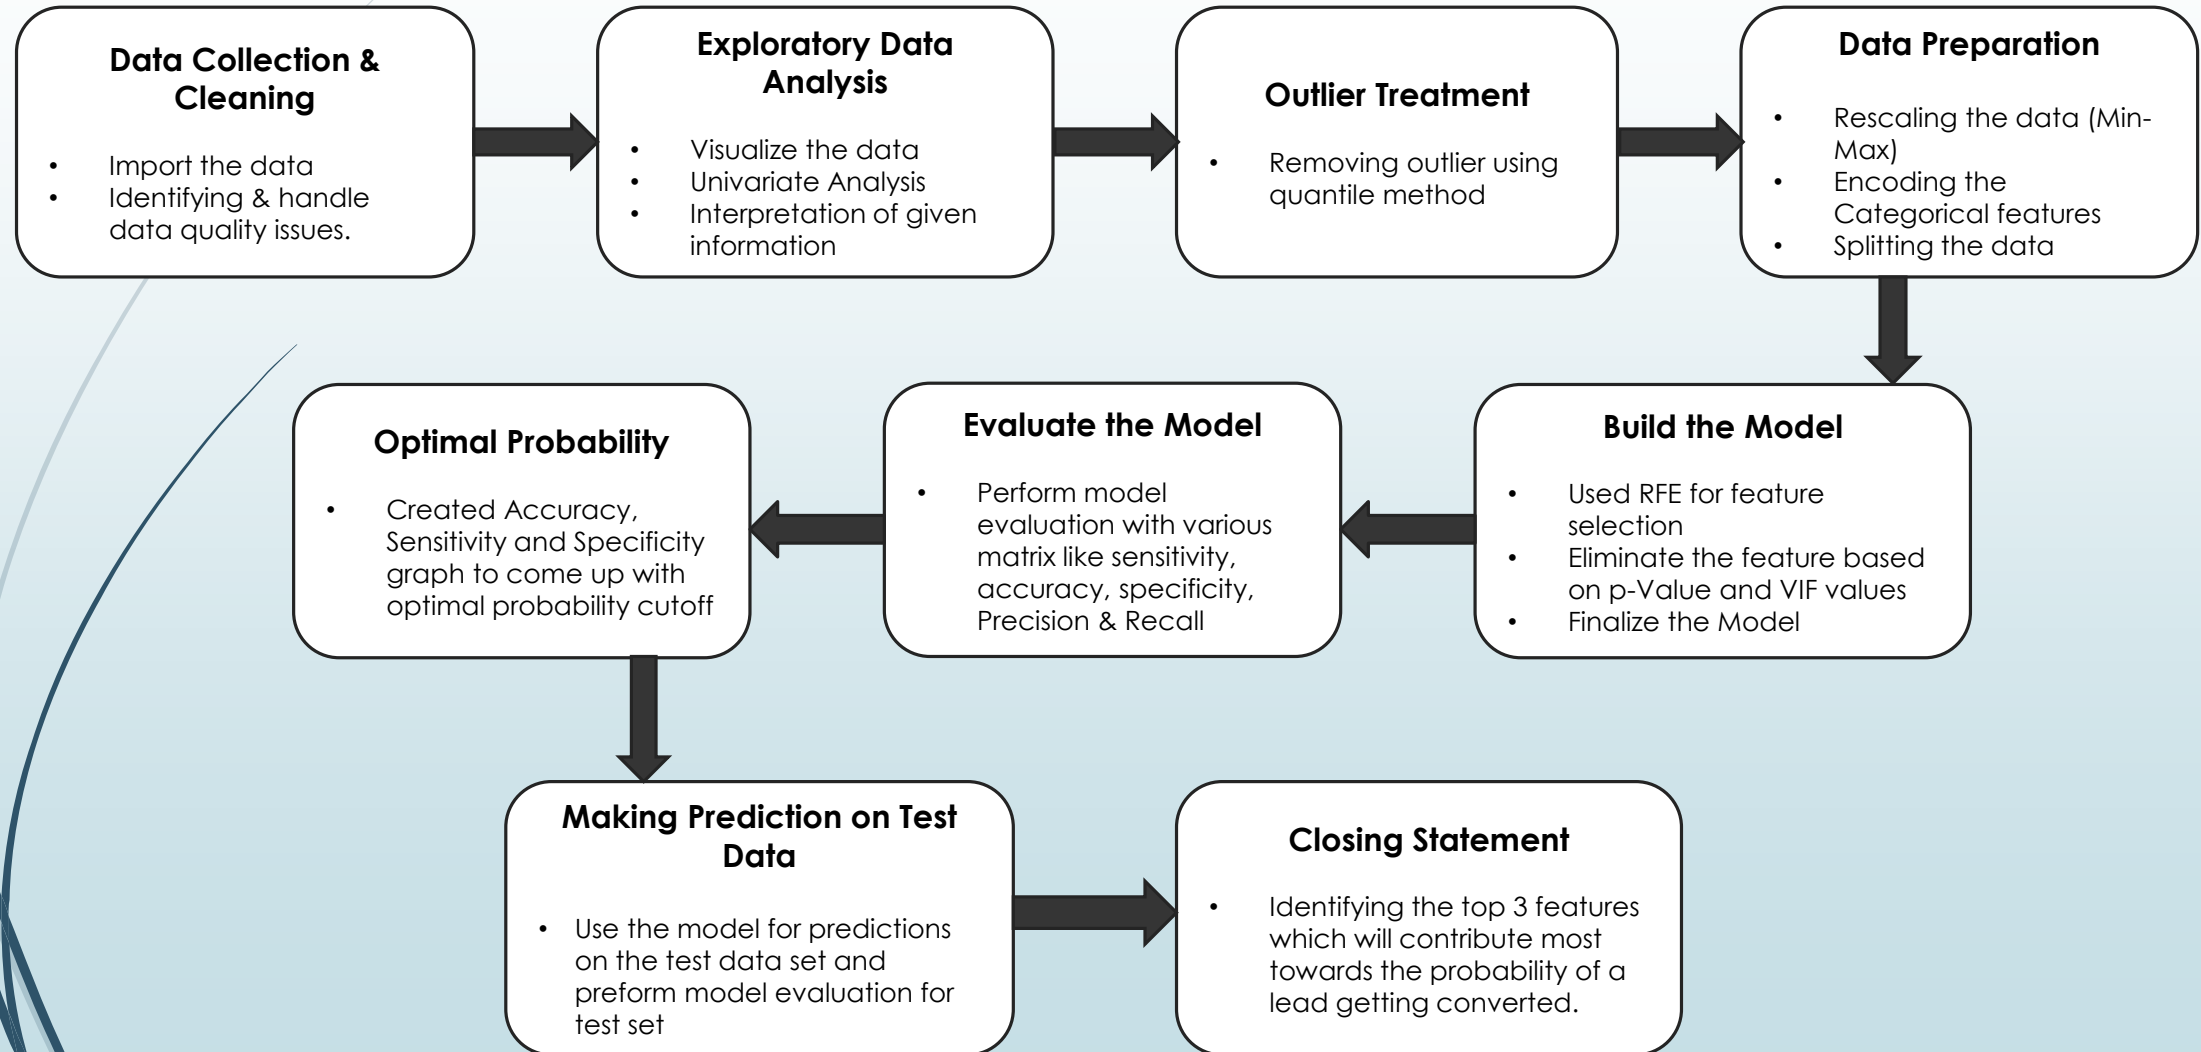 Data Collection &
Cleaning
• Import the data
• Identifying & handle
data quality issues.
Exploratory Data
Analysis
• Visualize the data
• Univariate Analysis
• Interpretation of given
information
Outlier Treatment
• Removing outlier using
quantile method
Data Preparation
• Rescaling the data (Min-
Max)
• Encoding the
Categorical features
• Splitting the data
Build the Model
• Used RFE for feature
selection
• Eliminate the feature based
on p-Value and VIF values
• Finalize the Model
Evaluate the Model
• Perform model
evaluation with various
matrix like sensitivity,
accuracy, specificity,
Precision & Recall
Optimal Probability
• Created Accuracy,
Sensitivity and Specificity
graph to come up with
optimal probability cutoff
Making Prediction on Test
Data
• Use the model for predictions
on the test data set and
preform model evaluation for
test set
Closing Statement
• Identifying the top 3 features
which will contribute most
towards the probability of a
lead getting converted.